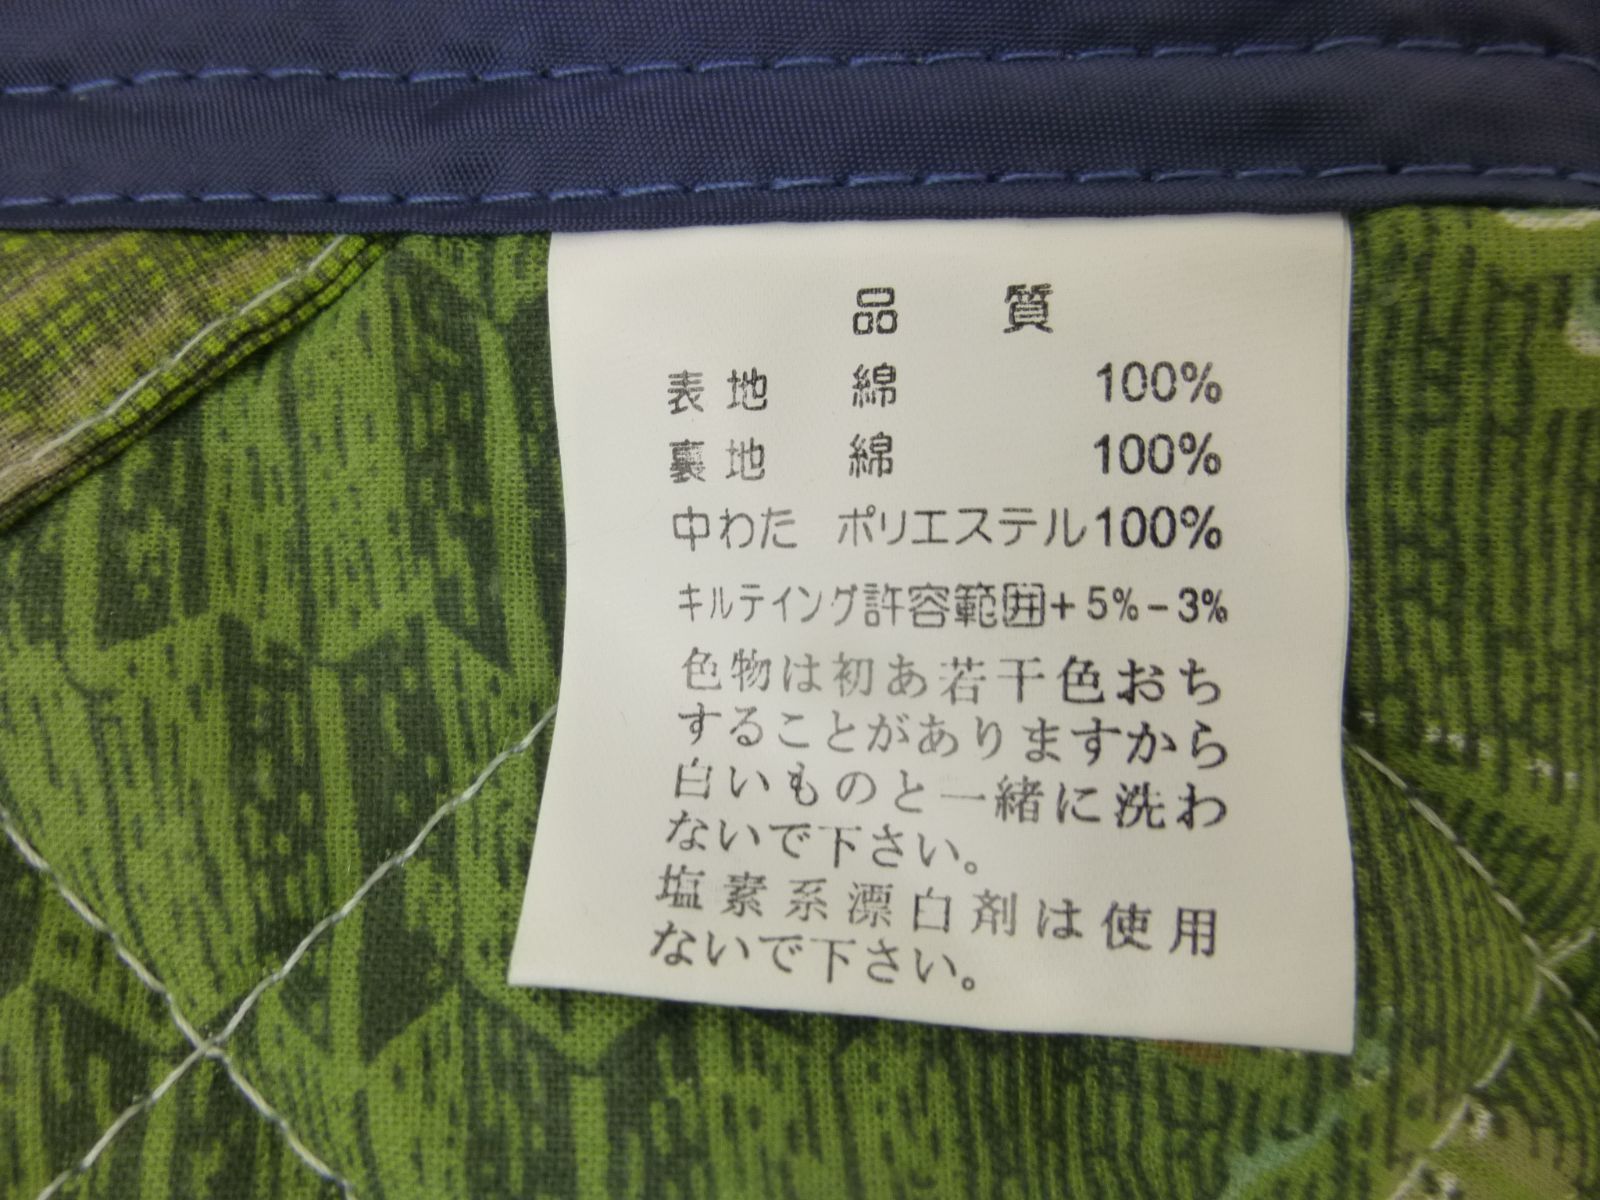 品 質
表地 綿 100%
裏地 綿 100%
中わた ポリエステル100%
キルティング許容範囲+5%-3%
色物は初め若干色おち
することがありますから
白いものと一緒に洗わ
ないで下さい。
塩素系漂白剤は使用
ないで下さい。